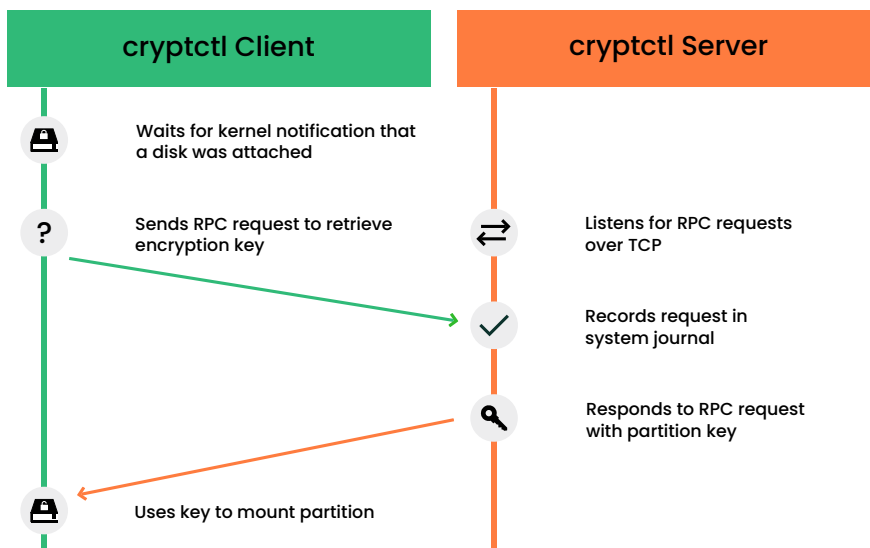 cryptctl Client
cryptctl Server
Waits for kernel notification that
a disk was attached
?
Sends RPC request to retrieve
encryption key
Listens for RPC requests
over TCP
Records request in
system journal
Responds to RPC request
with partition key
Uses key to mount partition